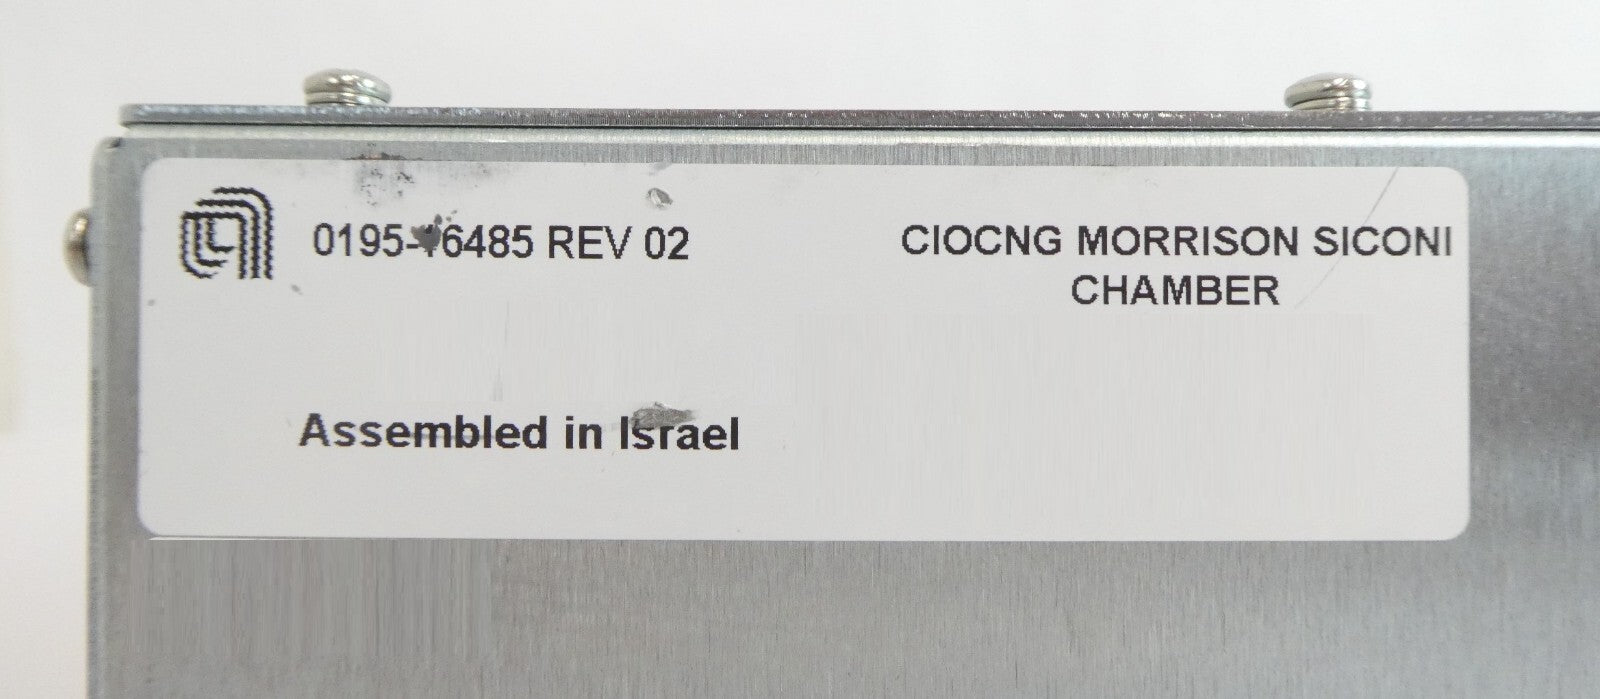 REV 02
CIOCNG MORRISON SICONI
CHAMBER
Assembled in Israel